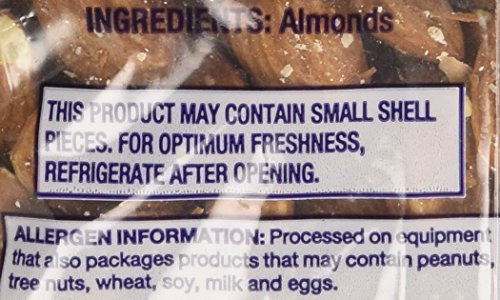 INGREDIENTS: Almonds
THIS PRODUCT MAY CONTAIN SMALL SHELL
PIECES. FOR OPTIMUM FRESHNESS,
REFRIGERATE AFTER OPENING.
ALLERGEN INFORMATION: Processed on equipment
that also packages products that may contain peanuts,
tree nuts, wheat, soy, milk and eggs.